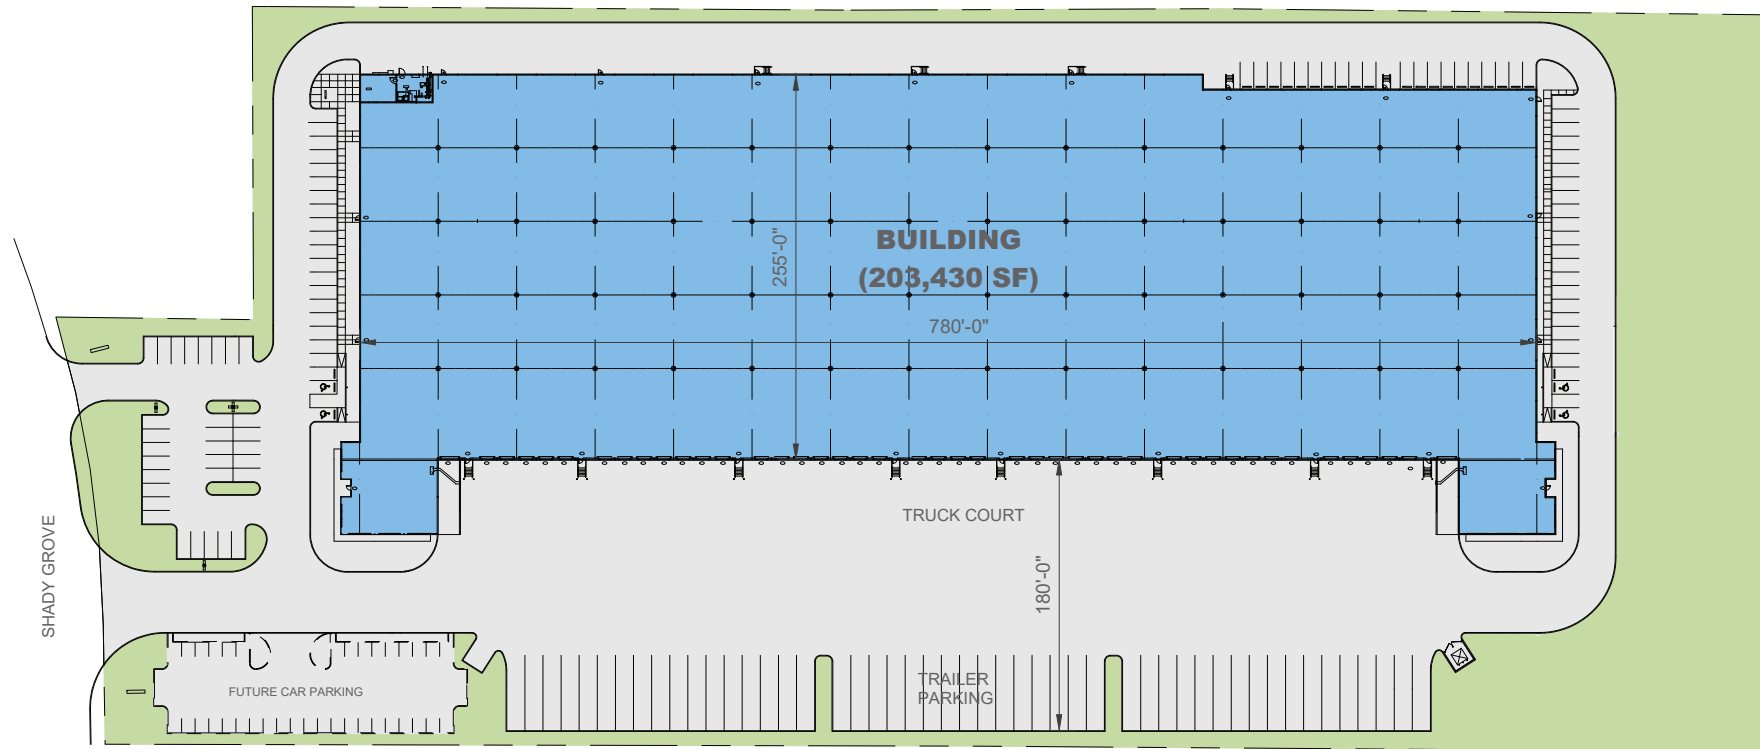 BUILDING
(203,430 SF)
255'-0"
780'-0"
TRUCK COURT
180'-0"
SHADY GROVE
TRAILER
PARKING
FUTURE CAR PARKING